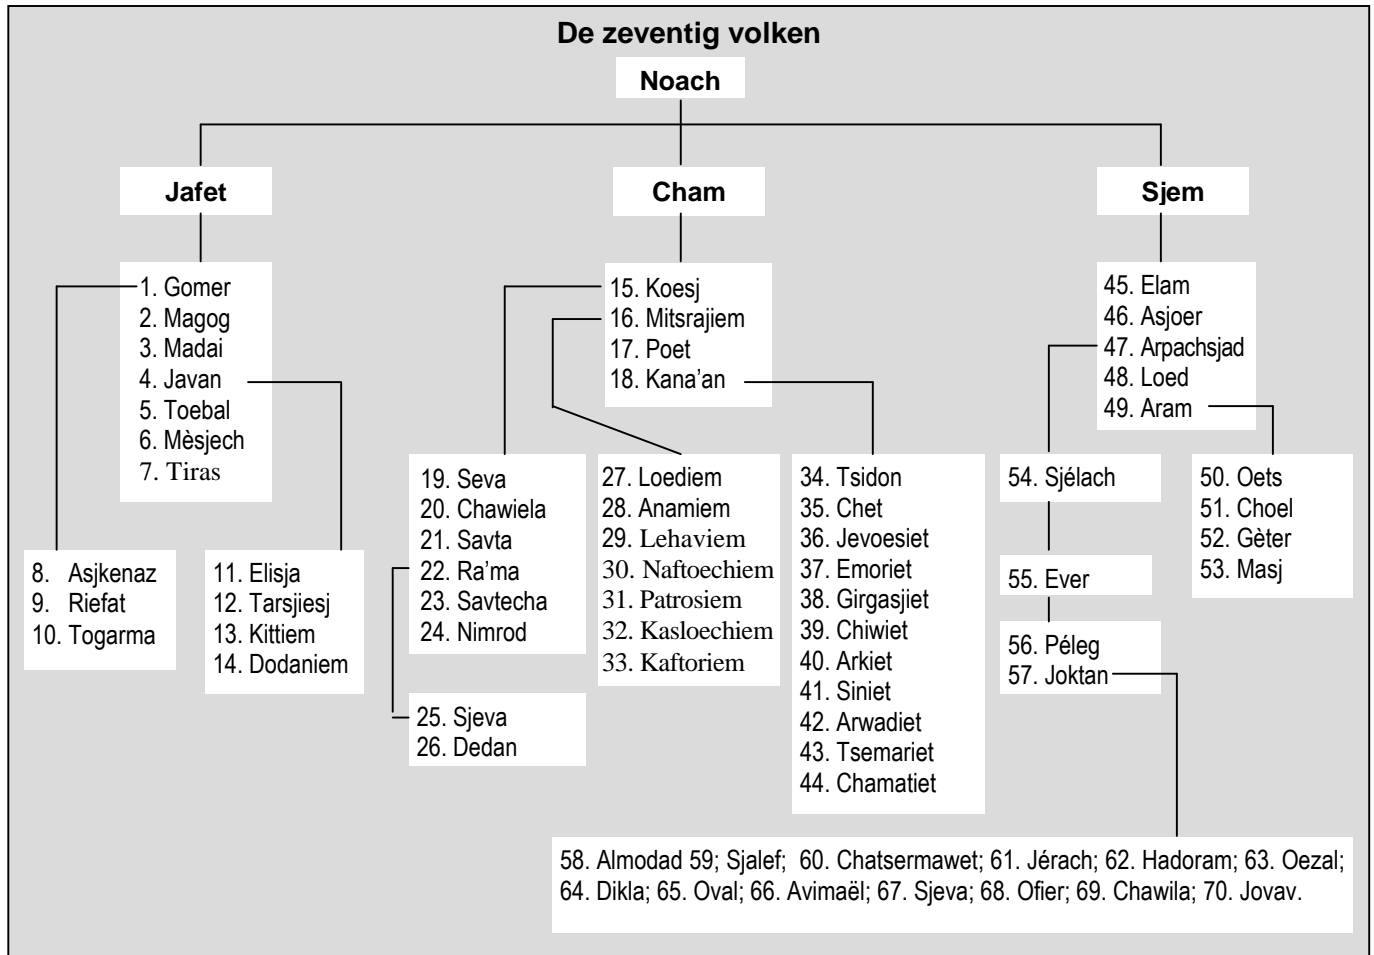 De zeventig volken
Noach
Jafet
Cham
Sjem
1. Gomer
2. Magog
3. Madai
4. Javan
5. Toebal
6. Mèsjech
7. Tiras
8. Asjkenaz
9. Riefat
10. Togarma
11. Elisja
12. Tarsjiesj
13. Kittiem
14. Dodaniem
15. Koesj
16. Mitsrajiem
17. Poet
18. Kana’an
19. Seva
20. Chawiela
21. Savta
22. Ra’ma
23. Savtecha
24. Nimrod
25. Sjeva
26. Dedan
27. Loediem
28. Anamiem
29. Lehaviem
30. Naftoechiem
31. Patrosiem
32. Kasloechiem
33. Kaftoriem
34. Tsidon
35. Chet
36. Jevoesiet
37. Emoriet
38. Girgasjiet
39. Chiwiet
40. Arkiet
41. Siniet
42. Arwadiet
43. Tsemariet
44. Chamatiet
45. Elam
46. Asjoer
47. Arpachsjad
48. Loed
49. Aram
54. Sjélach
55. Ever
56. Péleg
57. Joktan
50. Oets
51. Choel
52. Gèter
53. Masj
58. Almodad 59; Sjalef; 60. Chatsermawet; 61. Jérach; 62. Hadoram; 63. Oezal;
64. Dikla; 65. Oval; 66. Avimaël; 67. Sjeva; 68. Ofier; 69. Chawila; 70. Jovav.